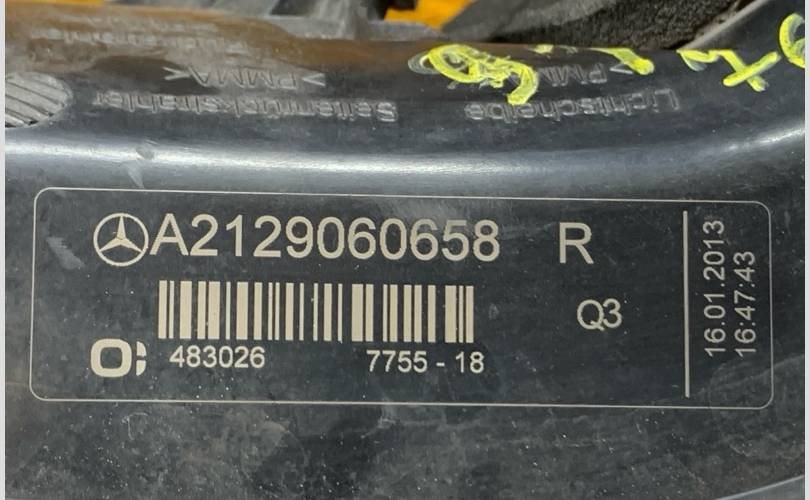 >PMMA<
>PMMA<
Seitenrückstrahler
Lichtscheibe
A2129060658 R
Q3
483026 7755 - 18
16.01.2013
16:47:43